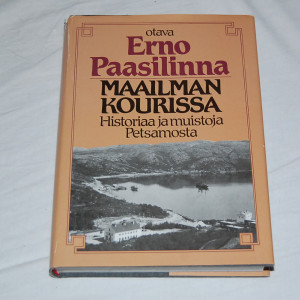 otava
Erno
Paasilinna
MAAILMAN
KOURISSA
Historiaa ja muistoja
Petsamosta